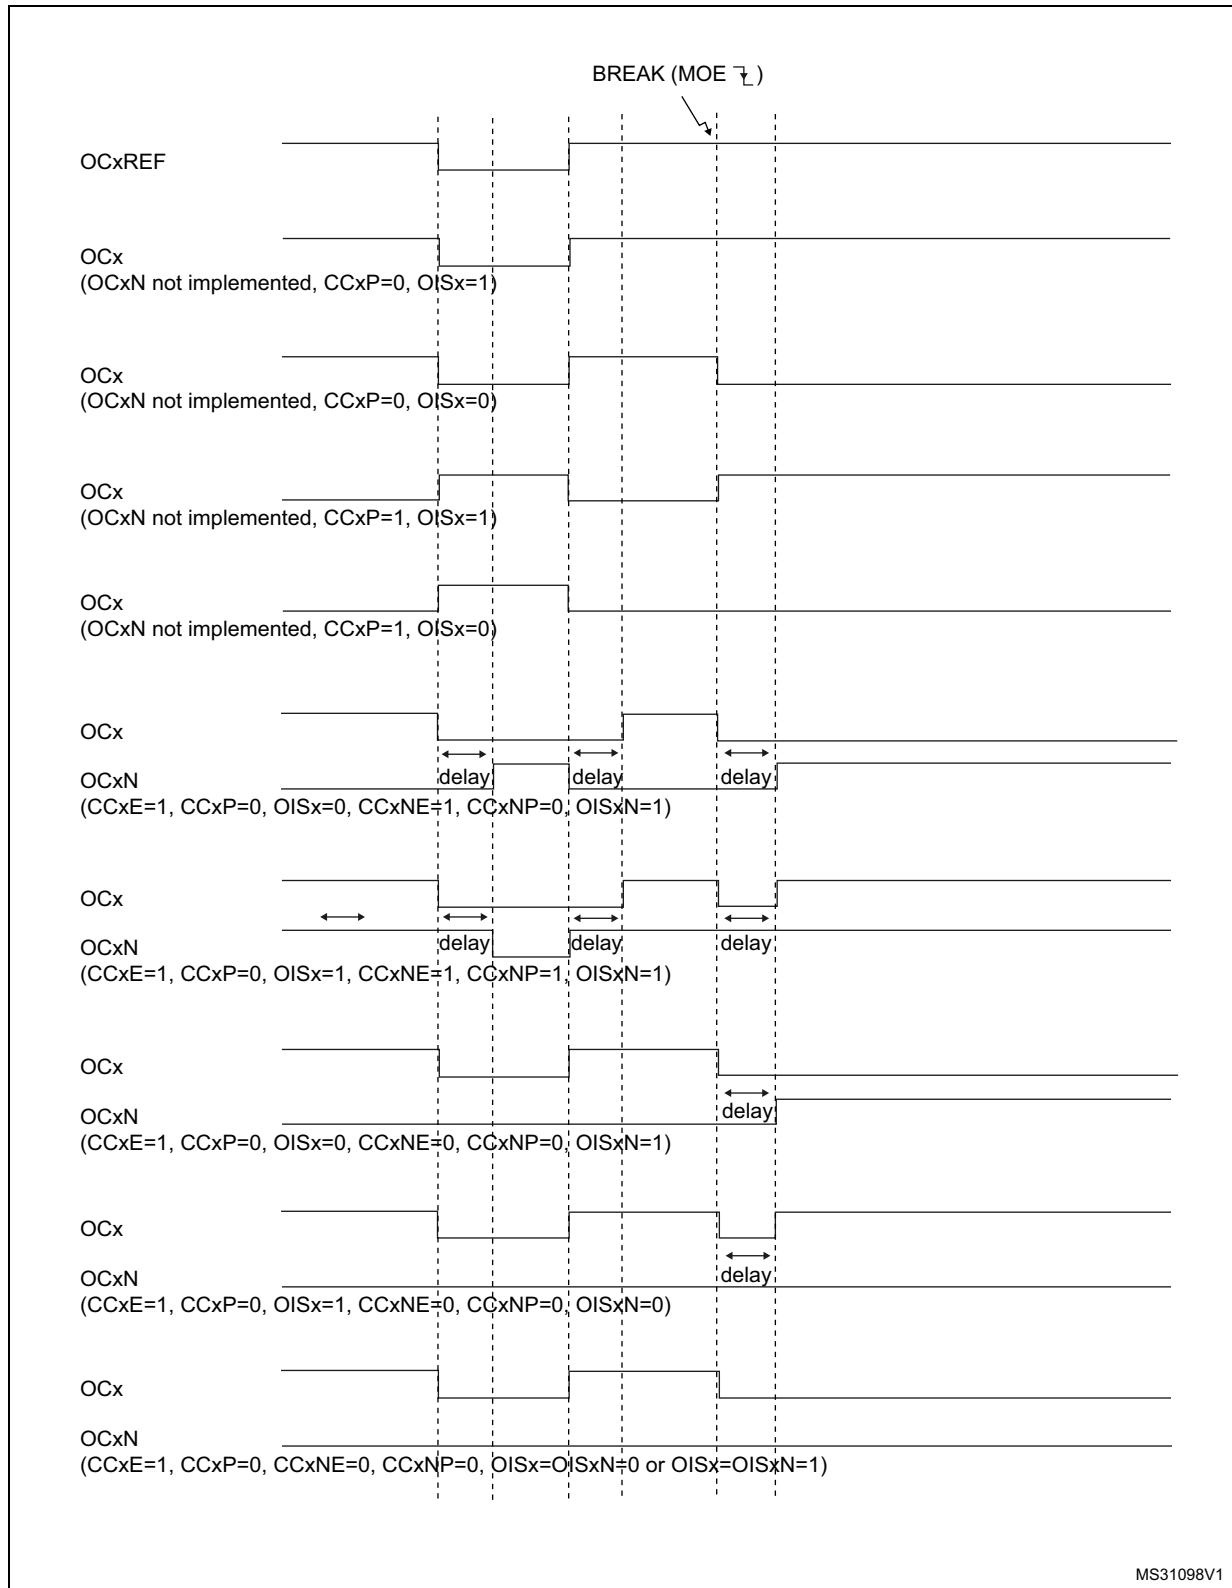 BREAK (MOE )
OCxREF
OCx
(OCxN not implemented, CCxP=0, OISx=1)
OCx
(OCxN not implemented, CCxP=0, OISx=0)
OCx
(OCxN not implemented, CCxP=1, OISx=1)
OCx
(OCxN not implemented, CCxP=1, OISx=0)
OCx
OCxN delay delay delay
(CCxE=1, CCxP=0, OISx=0, CCxNE=1, CCxNP=0, OISxN=1)
OCx
OCxN delay delay delay
(CCxE=1, CCxP=0, OISx=1, CCxNE=1, CCxNP=1, OISxN=1)
OCx
OCxN delay
(CCxE=1, CCxP=0, OISx=0, CCxNE=0, CCxNP=0, OISxN=1)
OCx
OCxN delay
(CCxE=1, CCxP=0, OISx=1, CCxNE=0, CCxNP=0, OISxN=0)
OCx
OCxN
(CCxE=1, CCxP=0, CCxNE=0, CCxNP=0, OISx=OISxN=0 or OISx=OISxN=1)
MS31098V1